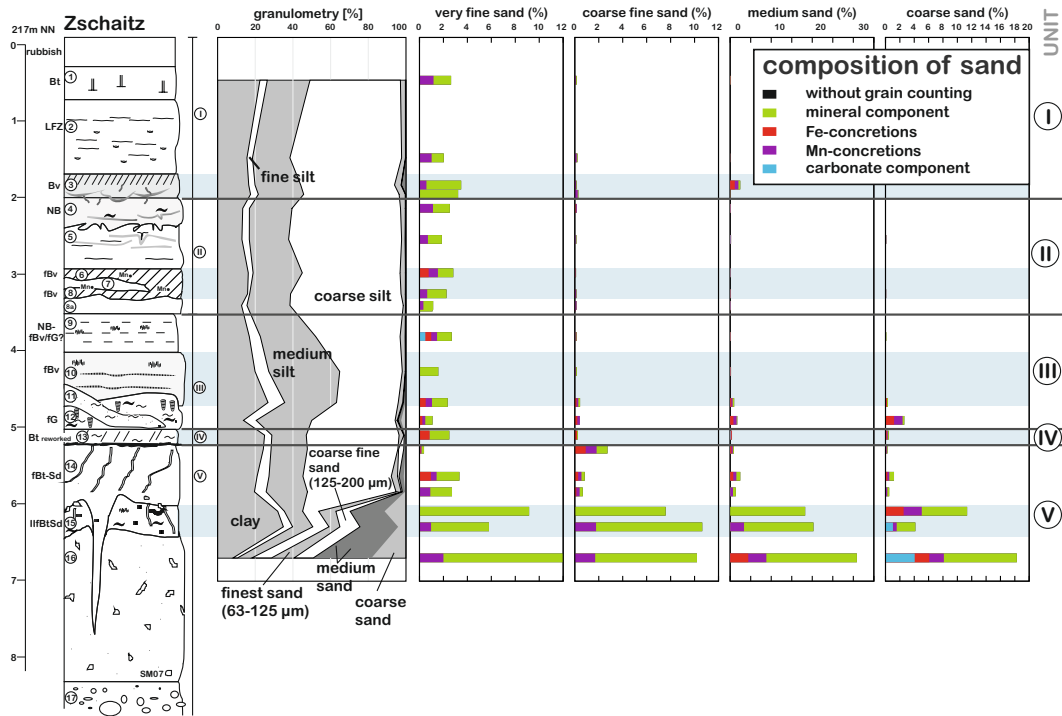 Zschaitz
217m NN
granulometry [%]
very fine sand (%)
coarse fine sand (%)
medium sand (%)
coarse sand (%)
UNIT
0 20 40 60 80 100
0 2 4 6 8 10 12
0 2 4 6 8 10 12
0 10 20 30
0 2 4 6 8 10 12 14 16 18 20
0
rubbish
Bt 1
composition of sand
without grain counting
mineral component
Fe-concretions
Mn-concretions
carbonate component
1
LFZ 2
I
I
fine silt
Bv 3
2
NB 4
5
II
II
3
fBv 6 Mn
7
fBv 8 Mn Mn
8a
coarse silt
9
NB-
fBv/fG?
4
fBv
10
medium
silt
III
III
11
fG 12
5
Bt reworked 13
IV
IV
14
fBt-Sd
V
coarse fine
sand
(125-200 µm)
6
clay
V
IIfBtSd 15
16
medium
sand
finest sand
(63-125 µm)
coarse
sand
7
8
SM07
17